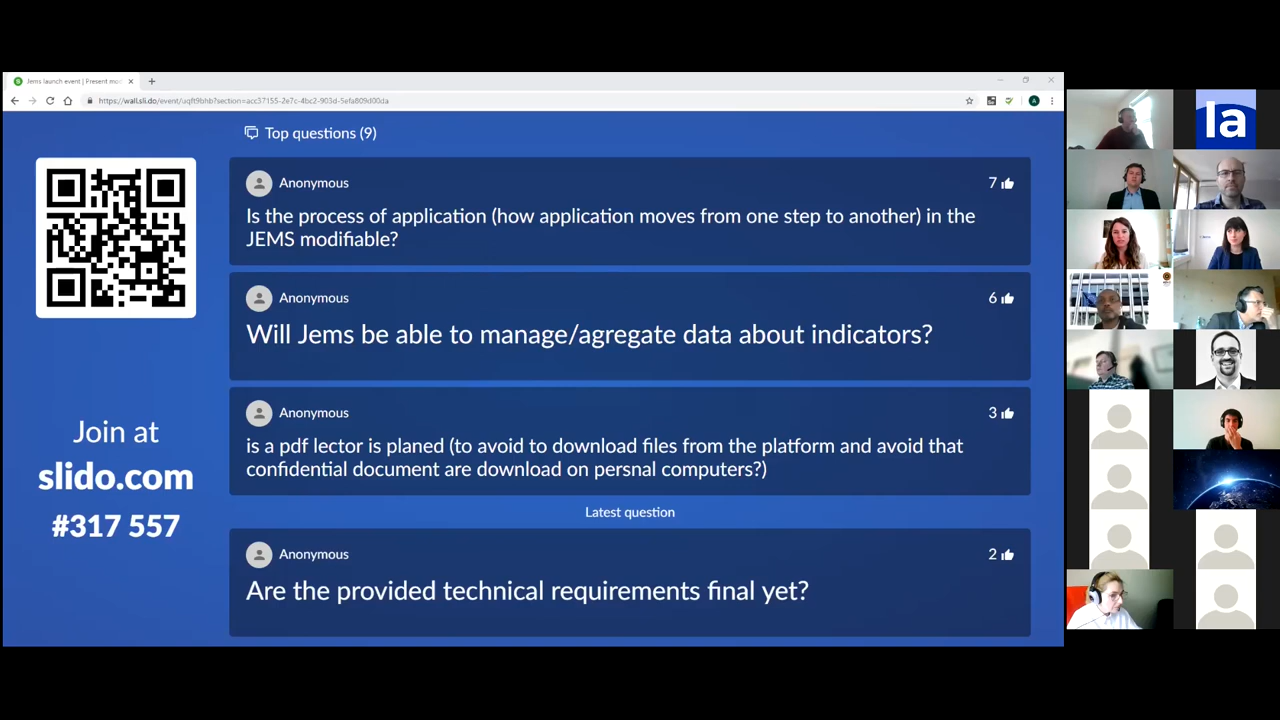 Jems launch event | Present mo
https://wall.sli.do/event/uqft9bhb?section=acc37155-2e7c-4bc2-903d-5efa809d00da
A
Top questions (9)
Anonymous
7
Is the process of application (how application moves from one step to another) in the
JEMS modifiable?
Anonymous
6
Will Jems be able to manage/agregate data about indicators?
Anonymous
3
is a pdf lector is planed (to avoid to download files from the platform and avoid that
confidential document are download on persnal computers?)
Latest question
Anonymous
2
Are the provided technical requirements final yet?
Join at
slido.com
#317 557
la